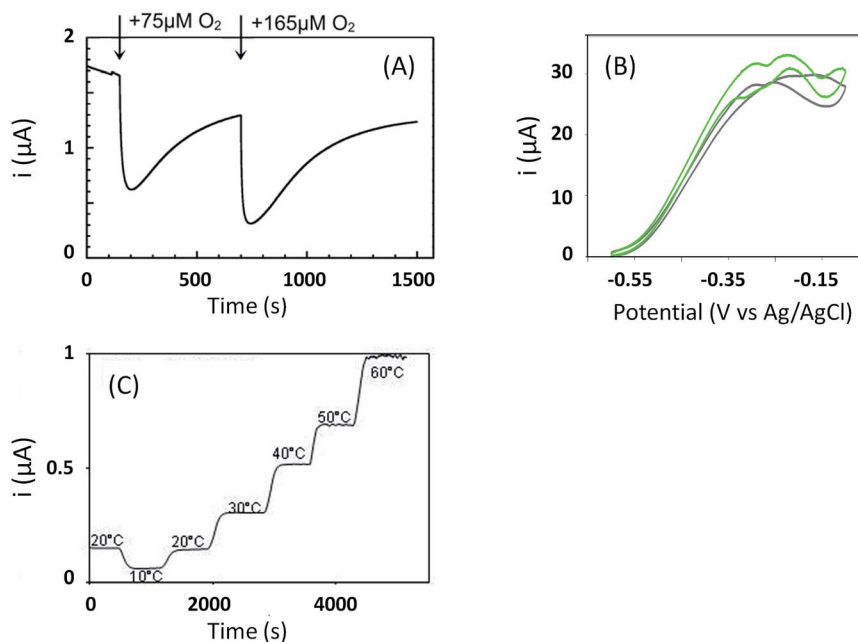 +75µM O₂ +165µM O₂
2
(A)
i (µA)
1
0
0 500 1000 1500
Time (s)
(B)
30
20
i (µA)
10
0
-0.55 -0.35 -0.15
Potential (V vs Ag/AgCl)
1
(C)
60°C
50°C
40°C
i (µA)
0.5
30°C
20°C 20°C
10°C
0
0 2000 4000
Time (s)